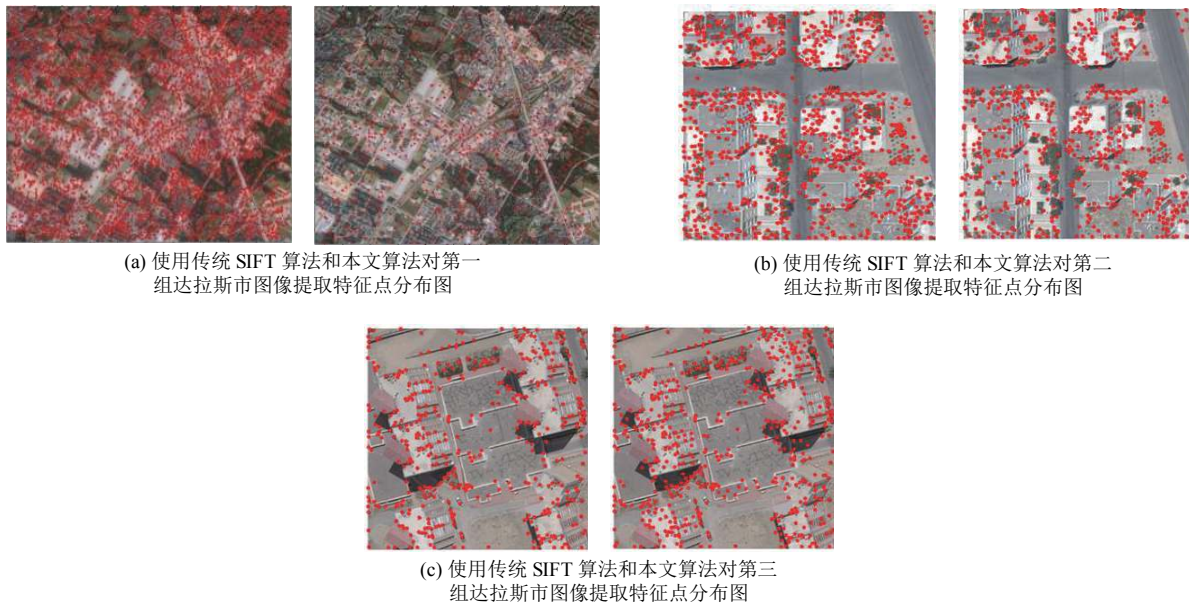 (a) 使用传统 SIFT 算法和本文算法对第一
组达拉斯市图像提取特征点分布图
(b) 使用传统 SIFT 算法和本文算法对第二
组达拉斯市图像提取特征点分布图
(c) 使用传统 SIFT 算法和本文算法对第三
组达拉斯市图像提取特征点分布图